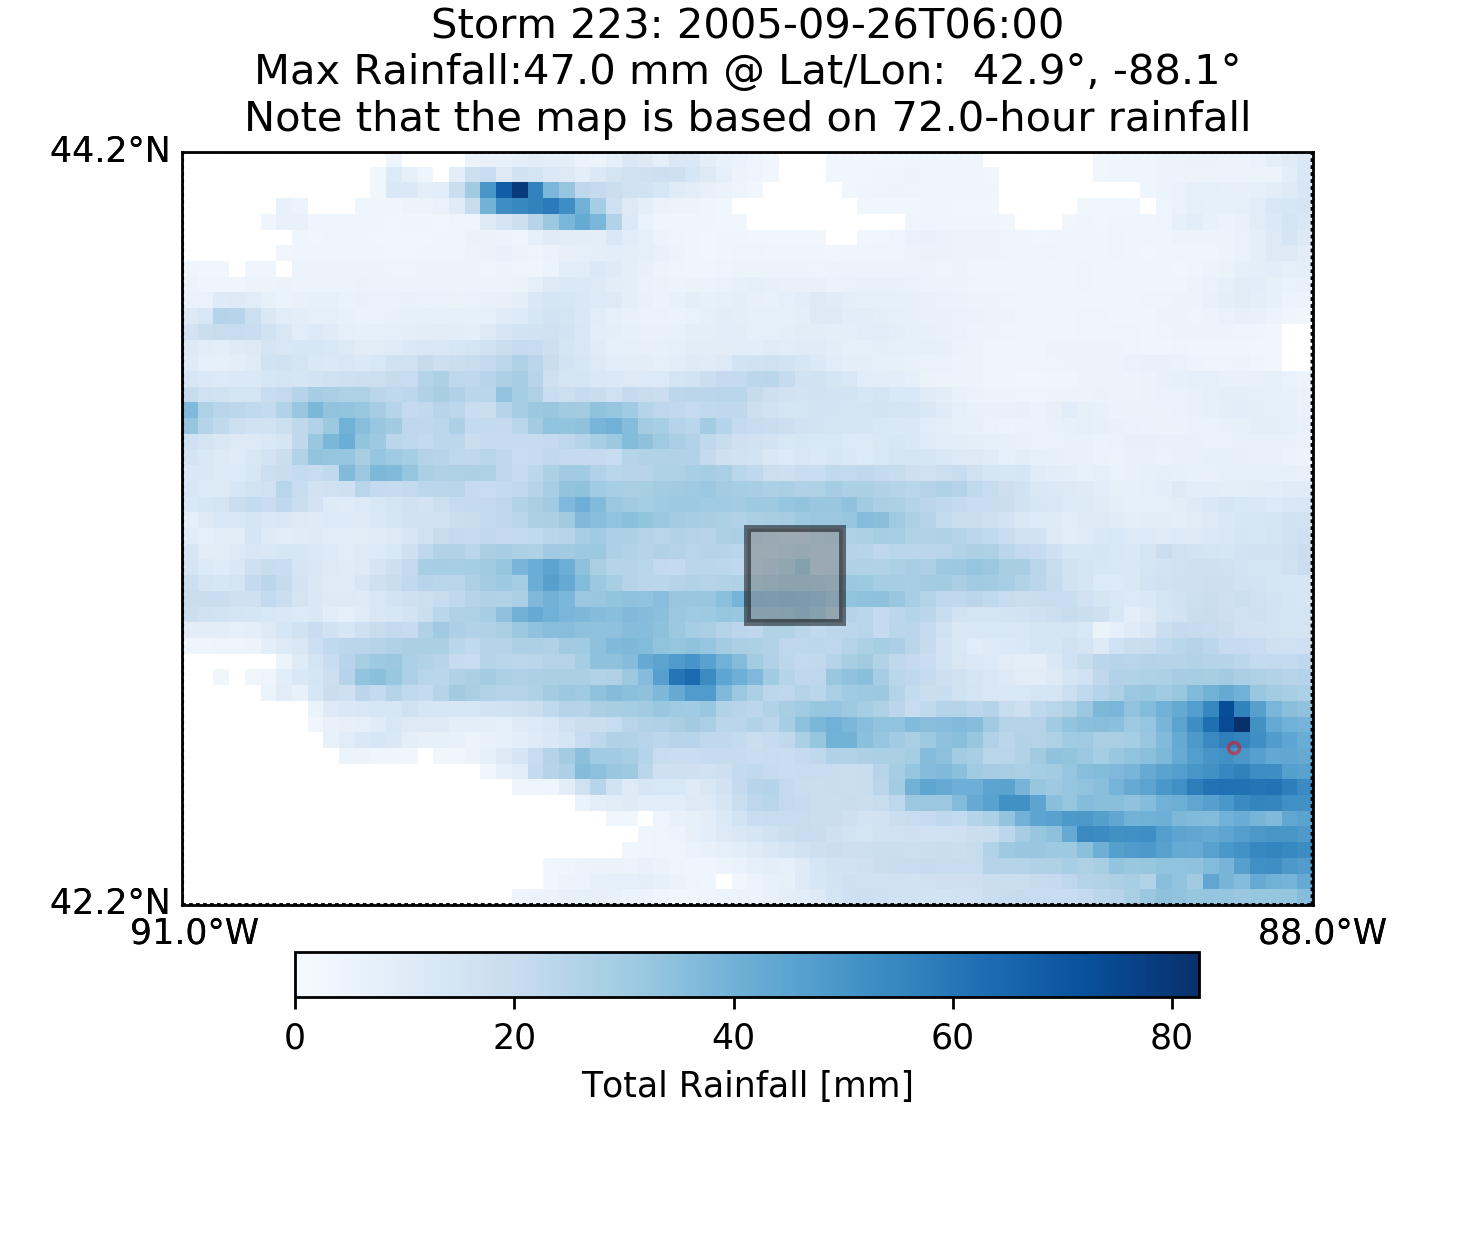 Storm 223: 2005-09-26T06:00
Max Rainfall:47.0 mm @ Lat/Lon:  42.9°, -88.1°
Note that the map is based on 72.0-hour rainfall
44.2°N
42.2°N
91.0°W
88.0°W
0
20
40
60
80
Total Rainfall [mm]